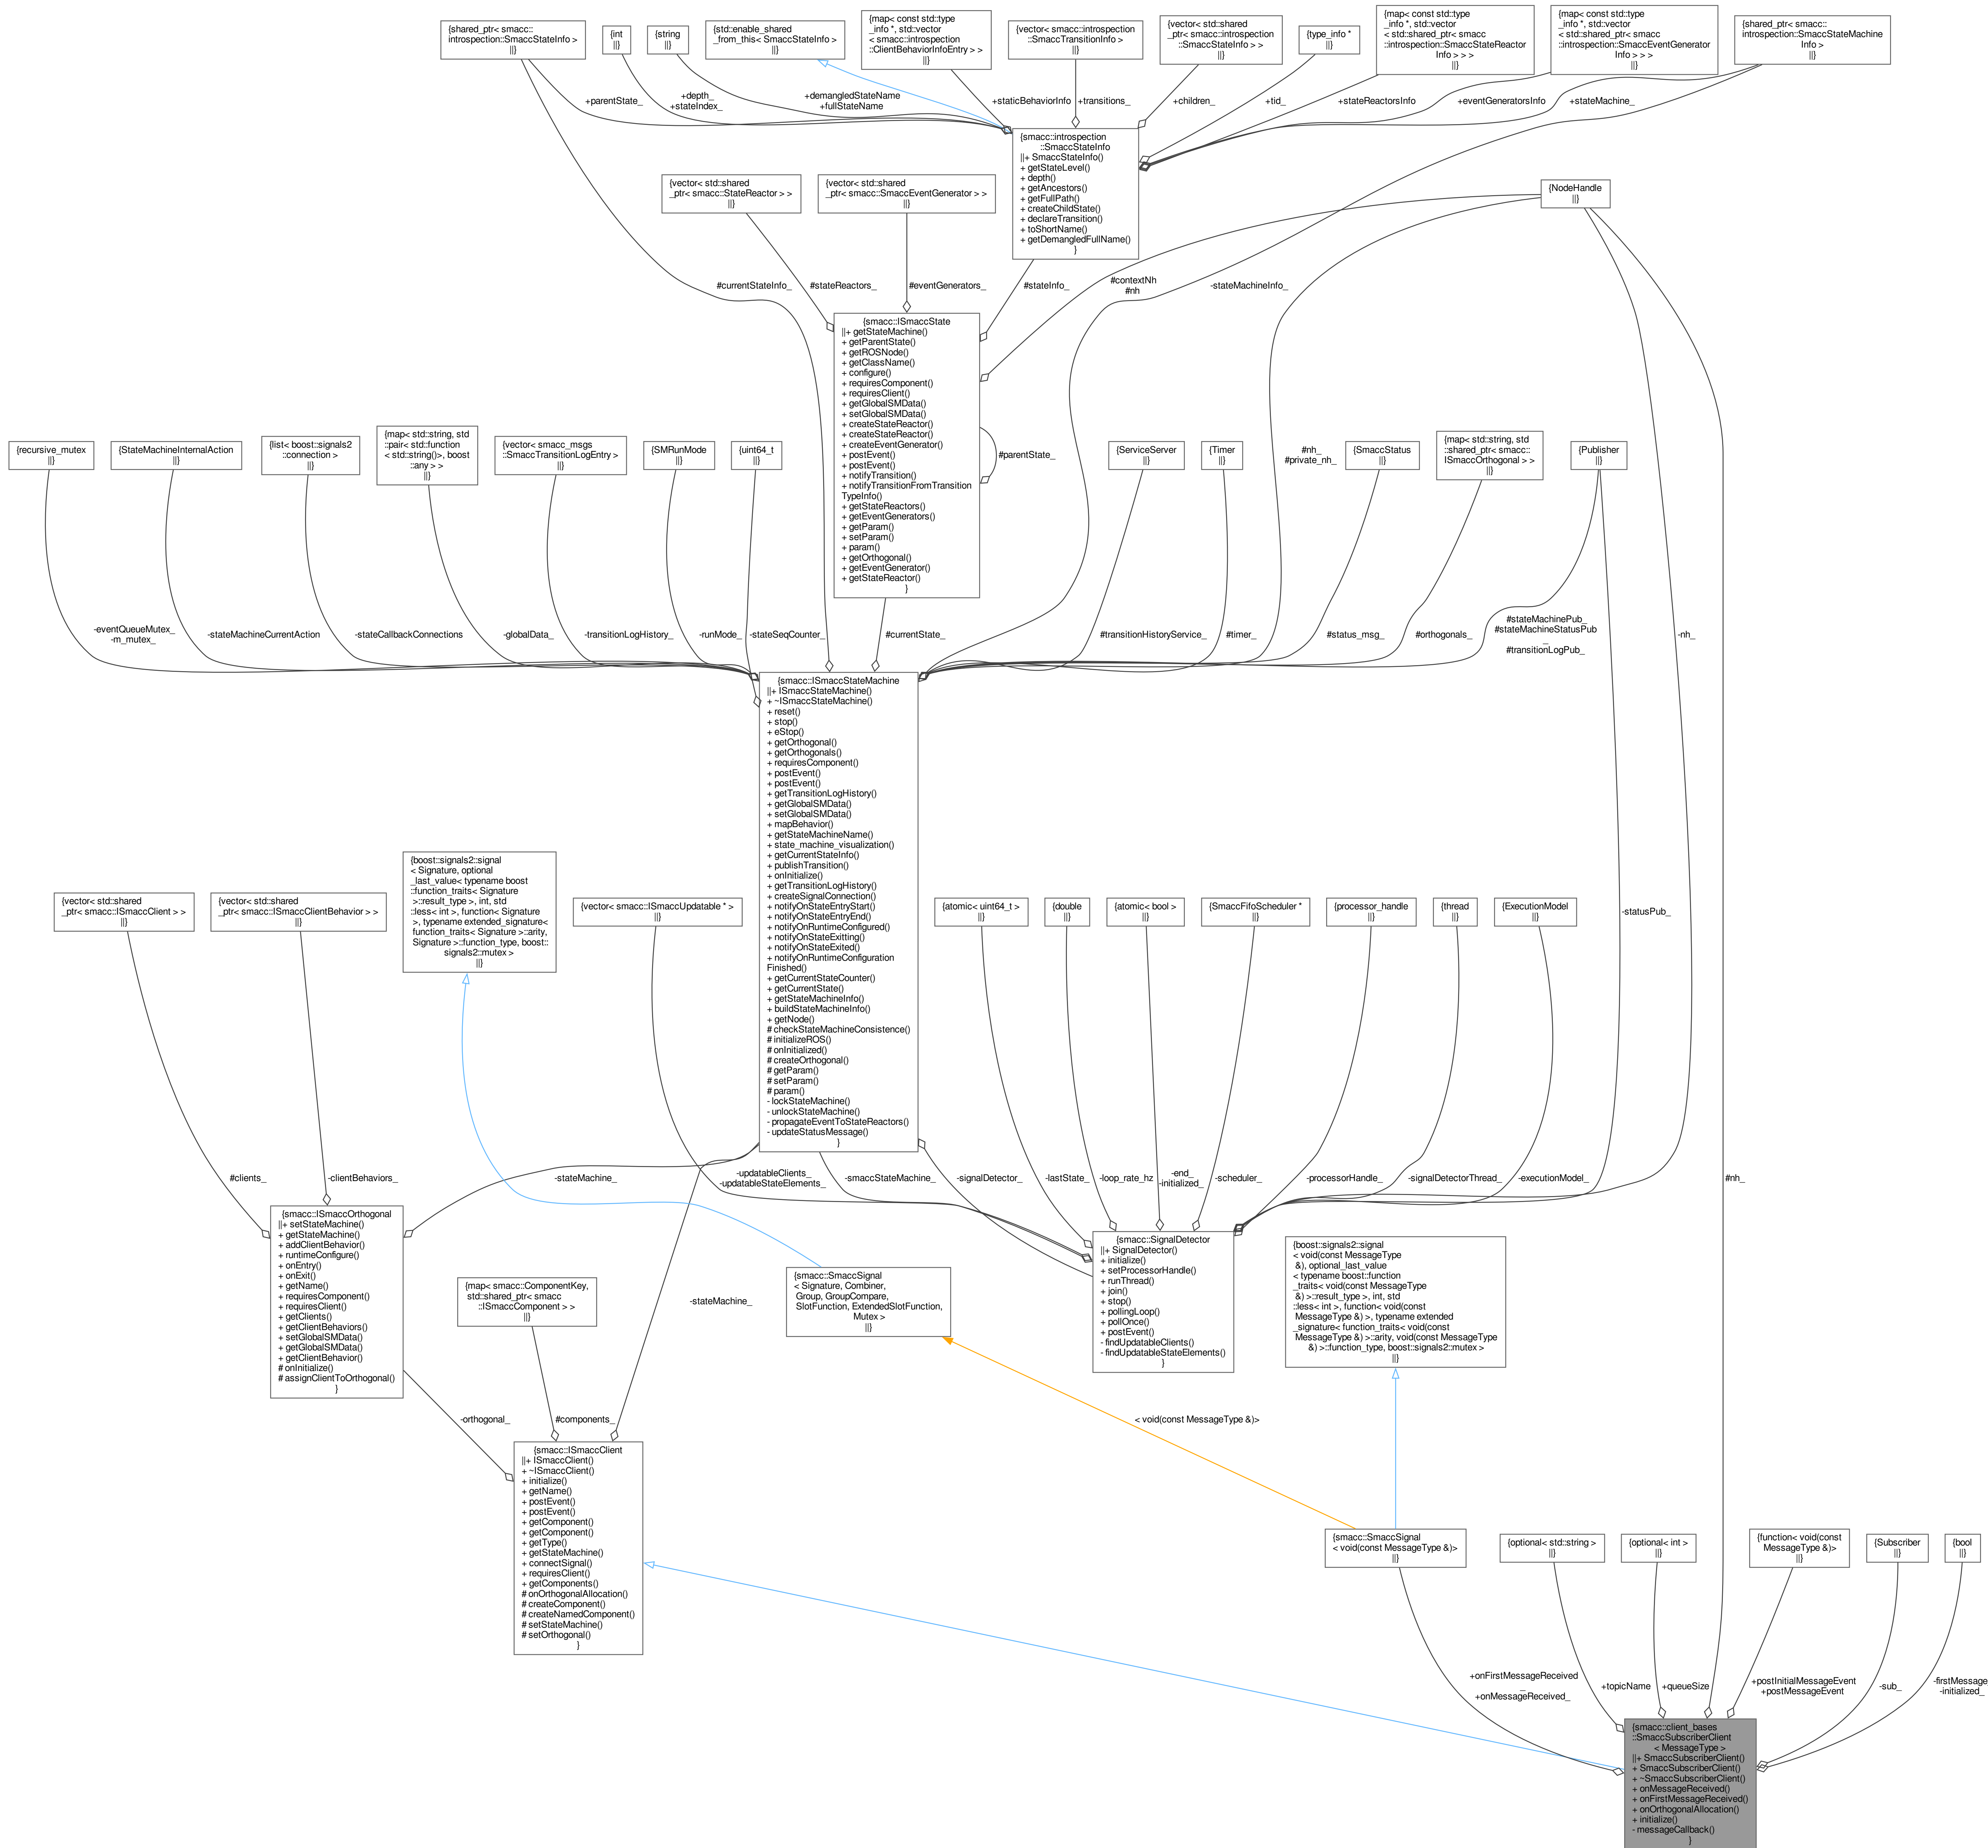 {shared_ptr< smacc::
introspection::SmaccStateInfo >
||}
{int
||}
{string
||}
{std::enable_shared
_from_this< SmaccStateInfo >
||}
{map< const std::type
_info *, std::vector
< smacc::introspection
::ClientBehaviorInfoEntry > >
||}
{vector< smacc::introspection
::SmaccTransitionInfo >
||}
{vector< std::shared
_ptr< smacc::introspection
::SmaccStateInfo > >
||}
{type_info *
||}
{map< const std::type
_info *, std::vector
< std::shared_ptr< smacc
::introspection::SmaccStateReactor
Info > > >
||}
{map< const std::type
_info *, std::vector
< std::shared_ptr< smacc
::introspection::SmaccEventGenerator
Info > > >
||}
{shared_ptr< smacc::
introspection::SmaccStateMachine
Info >
||}
+parentState_
+depth_
+stateIndex_
+demangledStateName
+fullStateName
+staticBehaviorInfo
+transitions_
+children_
+tid_
+stateReactorsInfo
+eventGeneratorsInfo
+stateMachine_
{smacc::introspection
::SmaccStateInfo
||+ SmaccStateInfo()
+ getStateLevel()
+ depth()
+ getAncestors()
+ getFullPath()
+ createChildState()
+ declareTransition()
+ toShortName()
+ getDemangledFullName()
}
{vector< std::shared
_ptr< smacc::StateReactor > >
||}
{vector< std::shared
_ptr< smacc::SmaccEventGenerator > >
||}
{NodeHandle
||}
#currentStateInfo_
#stateReactors_
#eventGenerators_
#stateInfo_
#contextNh
#nh
-stateMachineInfo_
{smacc::ISmaccState
||+ getStateMachine()
+ getParentState()
+ getROSNode()
+ getClassName()
+ configure()
+ requiresComponent()
+ requiresClient()
+ getGlobalSMData()
+ setGlobalSMData()
+ createStateReactor()
+ createStateReactor()
+ createEventGenerator()
+ postEvent()
+ postEvent()
+ notifyTransition()
+ notifyTransitionFromTransition
TypeInfo()
+ getStateReactors()
+ getEventGenerators()
+ getParam()
+ setParam()
+ param()
+ getOrthogonal()
+ getEventGenerator()
+ getStateReactor()
}
#parentState_
#nh_
#private_nh_
{recursive_mutex
||}
{StateMachineInternalAction
||}
{list< boost::signals2
::connection >
||}
{map< std::string, std
::pair< std::function
< std::string()>, boost
::any > >
||}
{vector< smacc_msgs
::SmaccTransitionLogEntry >
||}
{SMRunMode
||}
{uint64_t
||}
{ServiceServer
||}
{Timer
||}
{SmaccStatus
||}
{map< std::string, std
::shared_ptr< smacc::
ISmaccOrthogonal > >
||}
{Publisher
||}
-eventQueueMutex_
-m_mutex_
-stateMachineCurrentAction
-stateCallbackConnections
-globalData_
-transitionLogHistory_
-runMode_
-stateSeqCounter_
#currentState_
#transitionHistoryService_
#timer_
#status_msg_
#orthogonals_
#stateMachinePub_
#stateMachineStatusPub
_
#transitionLogPub_
-nh_
{smacc::ISmaccStateMachine
||+ ISmaccStateMachine()
+ ~ISmaccStateMachine()
+ reset()
+ stop()
+ eStop()
+ getOrthogonal()
+ getOrthogonals()
+ requiresComponent()
+ postEvent()
+ postEvent()
+ getTransitionLogHistory()
+ getGlobalSMData()
+ setGlobalSMData()
+ mapBehavior()
+ getStateMachineName()
+ state_machine_visualization()
+ getCurrentStateInfo()
+ publishTransition()
+ onInitialize()
+ getTransitionLogHistory()
+ createSignalConnection()
+ notifyOnStateEntryStart()
+ notifyOnStateEntryEnd()
+ notifyOnRuntimeConfigured()
+ notifyOnStateExitting()
+ notifyOnStateExited()
+ notifyOnRuntimeConfiguration
Finished()
+ getCurrentStateCounter()
+ getCurrentState()
+ getStateMachineInfo()
+ buildStateMachineInfo()
+ getNode()
# checkStateMachineConsistence()
# initializeROS()
# onInitialized()
# createOrthogonal()
# getParam()
# setParam()
# param()
- lockStateMachine()
- unlockStateMachine()
- propagateEventToStateReactors()
- updateStatusMessage()
}
{vector< std::shared
_ptr< smacc::ISmaccClient > >
||}
{vector< std::shared
_ptr< smacc::ISmaccClientBehavior > >
||}
{boost::signals2::signal
< Signature, optional
_last_value< typename boost
::function_traits< Signature
>::result_type >, int, std
::less< int >, function< Signature
>, typename extended_signature<
function_traits< Signature >::arity,
Signature >::function_type, boost::
signals2::mutex >
||}
{vector< smacc::ISmaccUpdatable * >
||}
{atomic< uint64_t >
||}
{double
||}
{atomic< bool >
||}
{SmaccFifoScheduler *
||}
{processor_handle
||}
{thread
||}
{ExecutionModel
||}
-statusPub_
#clients_
-clientBehaviors_
-stateMachine_
-updatableClients_
-updatableStateElements_
-smaccStateMachine_
-signalDetector_
-lastState_
-loop_rate_hz
-end_
-initialized_
-scheduler_
-processorHandle_
-signalDetectorThread_
-executionModel_
#nh_
{smacc::ISmaccOrthogonal
||+ setStateMachine()
+ getStateMachine()
+ addClientBehavior()
+ runtimeConfigure()
+ onEntry()
+ onExit()
+ getName()
+ requiresComponent()
+ requiresClient()
+ getClients()
+ getClientBehaviors()
+ setGlobalSMData()
+ getGlobalSMData()
+ getClientBehavior()
# onInitialize()
# assignClientToOrthogonal()
}
{map< smacc::ComponentKey,
std::shared_ptr< smacc
::ISmaccComponent > >
||}
-stateMachine_
{smacc::SmaccSignal
< Signature, Combiner,
Group, GroupCompare,
SlotFunction, ExtendedSlotFunction,
Mutex >
||}
{smacc::SignalDetector
||+ SignalDetector()
+ initialize()
+ setProcessorHandle()
+ runThread()
+ join()
+ stop()
+ pollingLoop()
+ pollOnce()
+ postEvent()
- findUpdatableClients()
- findUpdatableStateElements()
}
{boost::signals2::signal
< void(const MessageType
&), optional_last_value
< typename boost::function
_traits< void(const MessageType
&) >::result_type >, int, std
::less< int >, function< void(const
MessageType &) >, typename extended
_signature< function_traits< void(const
MessageType &) >::arity, void(const MessageType
&) >::function_type, boost::signals2::mutex >
||}
-orthogonal_
#components_
< void(const MessageType &)>
{smacc::ISmaccClient
||+ ISmaccClient()
+ ~ISmaccClient()
+ initialize()
+ getName()
+ postEvent()
+ postEvent()
+ getComponent()
+ getComponent()
+ getType()
+ getStateMachine()
+ connectSignal()
+ requiresClient()
+ getComponents()
# onOrthogonalAllocation()
# createComponent()
# createNamedComponent()
# setStateMachine()
# setOrthogonal()
}
{smacc::SmaccSignal
< void(const MessageType &)>
||}
{optional< std::string >
||}
{optional< int >
||}
{function< void(const
MessageType &)>
||}
{Subscriber
||}
{bool
||}
+onFirstMessageReceived
_
+onMessageReceived_
+topicName
+queueSize
+postInitialMessageEvent
+postMessageEvent
-sub_
-firstMessage_
-initialized_
{smacc::client_bases
::SmaccSubscriberClient
< MessageType >
||+ SmaccSubscriberClient()
+ SmaccSubscriberClient()
+ ~SmaccSubscriberClient()
+ onMessageReceived()
+ onFirstMessageReceived()
+ onOrthogonalAllocation()
+ initialize()
- messageCallback()
}